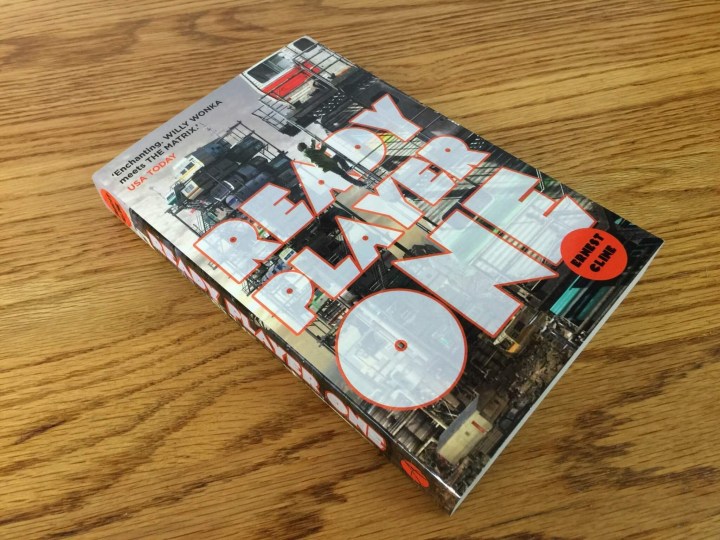 'Enchanting. WILLY WONKA
meets THE MATRIX.'
USA TODAY
READY
PLAYER
ONE
ERNEST
CLINE
READY PLAYER ONE